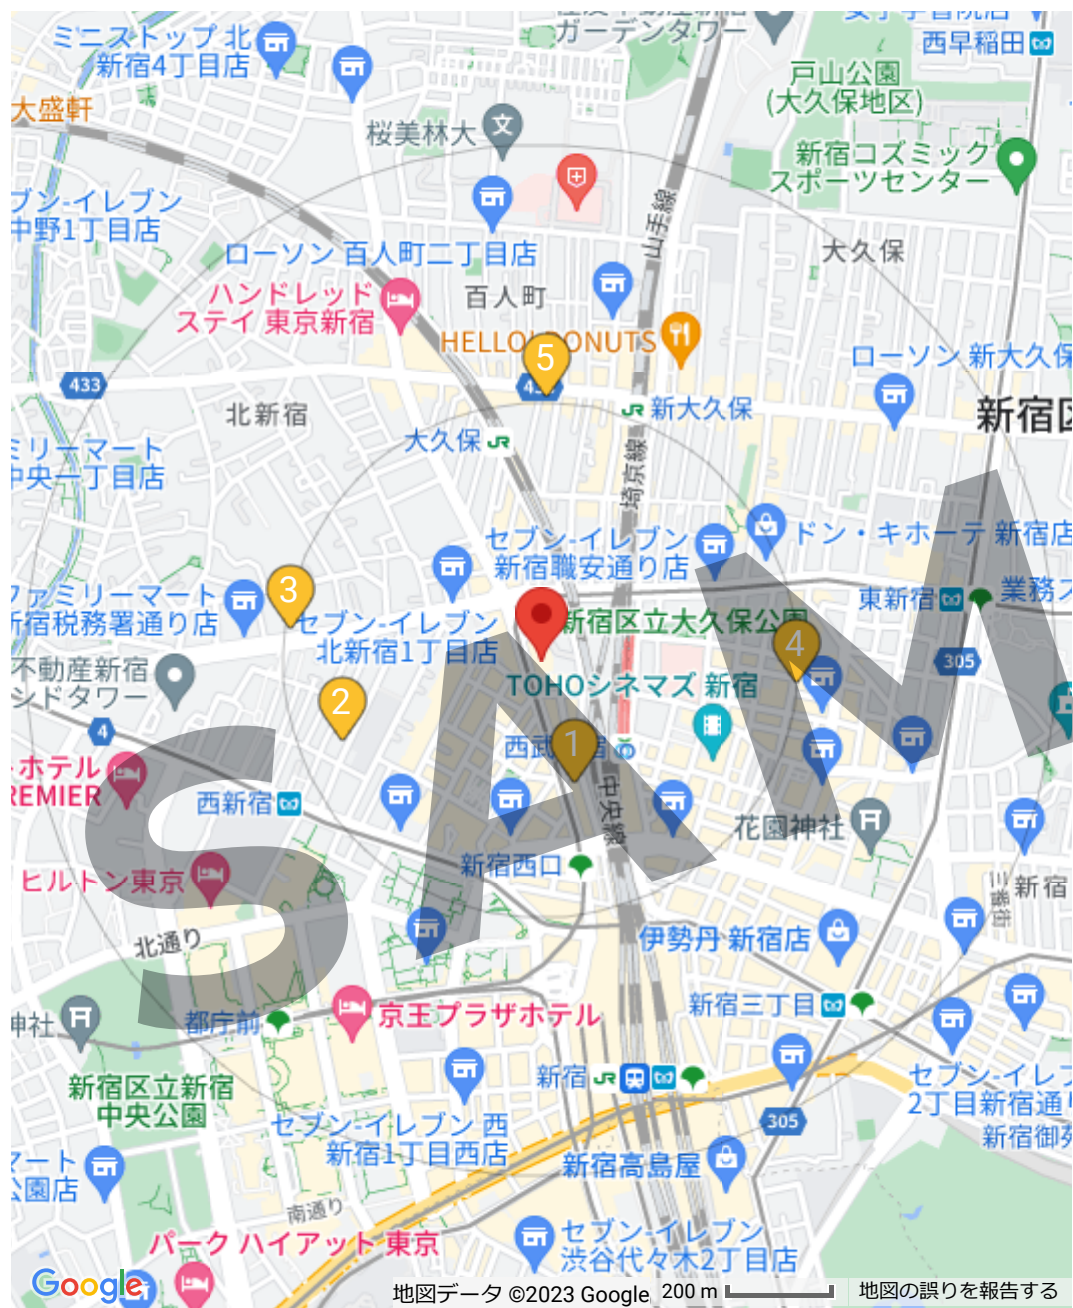 ガーデンタワー
ミニストップ 北
新宿4丁目店
西早稲田
大盛軒
戸山公園
(大久保地区)
桜美林大
文
新宿コズミック
スポーツセンター
ブン-イレブン
中野1丁目店
山手線
ローソン 百人町二丁目店
大久保
ハンドレッド
ステイ 東京新宿
百人町
HELLO! DONUTS
5
ローソン 新大久保
433
北新宿
新大久保
新宿区
大久保
JR
JR
ミリーマート
中央一丁目店
埼京線
セブン-イレブン
新宿職安通り店
ドン・キホーテ 新宿店
3
ファミリーマート
新宿税務署通り店
東新宿
業務ス
セブン-イレブン
北新宿1丁目店
新宿区立大久保公園
4
305
不動産新宿
ンドタワー
2
TOHOシネマズ 新宿
4
1
ホテル
REMIER
西新宿
中央線
花園神社
SAM
新宿西口
ヒルトン東京
新宿
三番街
北通り
伊勢丹 新宿店
新宿三丁目
神社
都庁前
京王プラザホテル
新宿
JR
新宿区立新宿
中央公園
セブン-イレブン 西
新宿1丁目西店
セブン-イレブ
2丁目新宿通り
305
新宿御苑
マート
公園店
新宿高島屋
南通り
パーク ハイアット 東京
セブン-イレブン
渋谷代々木2丁目店
Google
地図データ ©2023 Google
200 m
地図の誤りを報告する